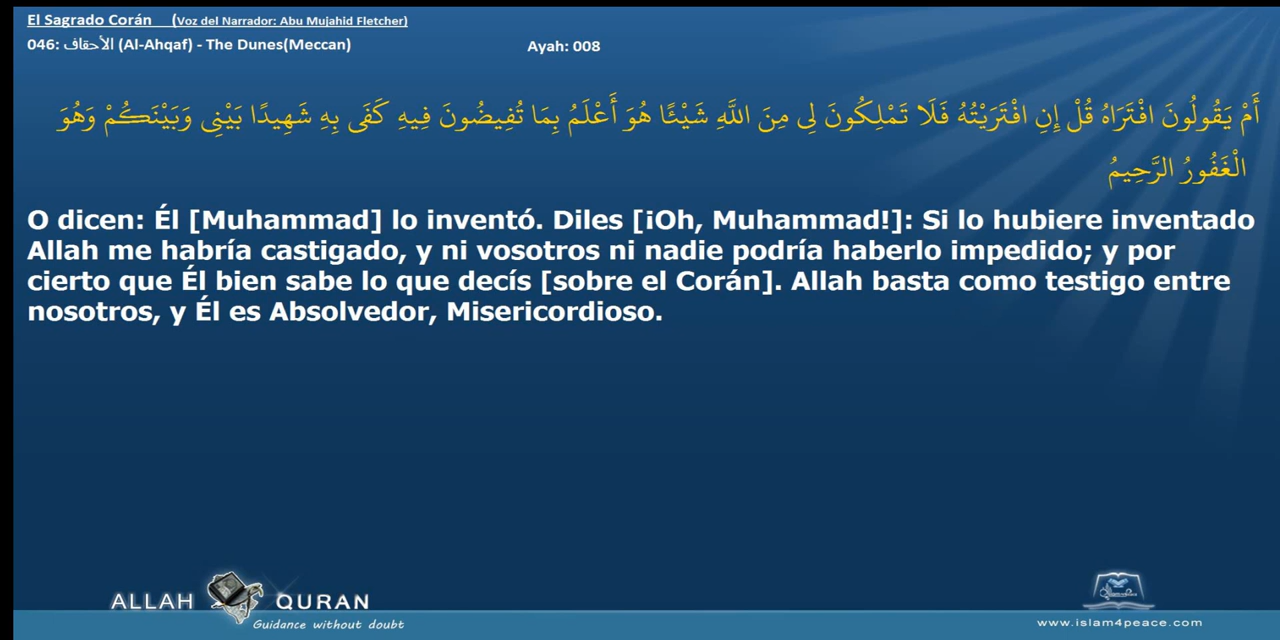 El Sagrado Corán (Voz del Narrador: Abu Mujahid Fletcher)
046: الأحقاف (Al-Ahqaf) - The Dunes(Meccan) Ayah: 008
أَمْ يَقُولُونَ افْتَرَاهُ قُلْ إِنِ افْتَرَيْتُهُ فَلَا تَمْلِكُونَ لِى مِنَ اللَّهِ شَيْئًا هُوَ أَعْلَمُ بِمَا تُفِيضُونَ فِيهِ كَفَى بِهِ شَهِيدًا بَيْنِى وَبَيْنَكُمْ وَهُوَ
الْغَفُورُ الرَّحِيمُ
O dicen: Él [Muhammad] lo inventó. Diles [¡Oh, Muhammad!]: Si lo hubiere inventado
Allah me habría castigado, y ni vosotros ni nadie podría haberlo impedido; y por
cierto que Él bien sabe lo que decís [sobre el Corán]. Allah basta como testigo entre
nosotros, y Él es Absolvedor, Misericordioso.
ALLAH QURAN
Guidance without doubt
www.islam4peace.com